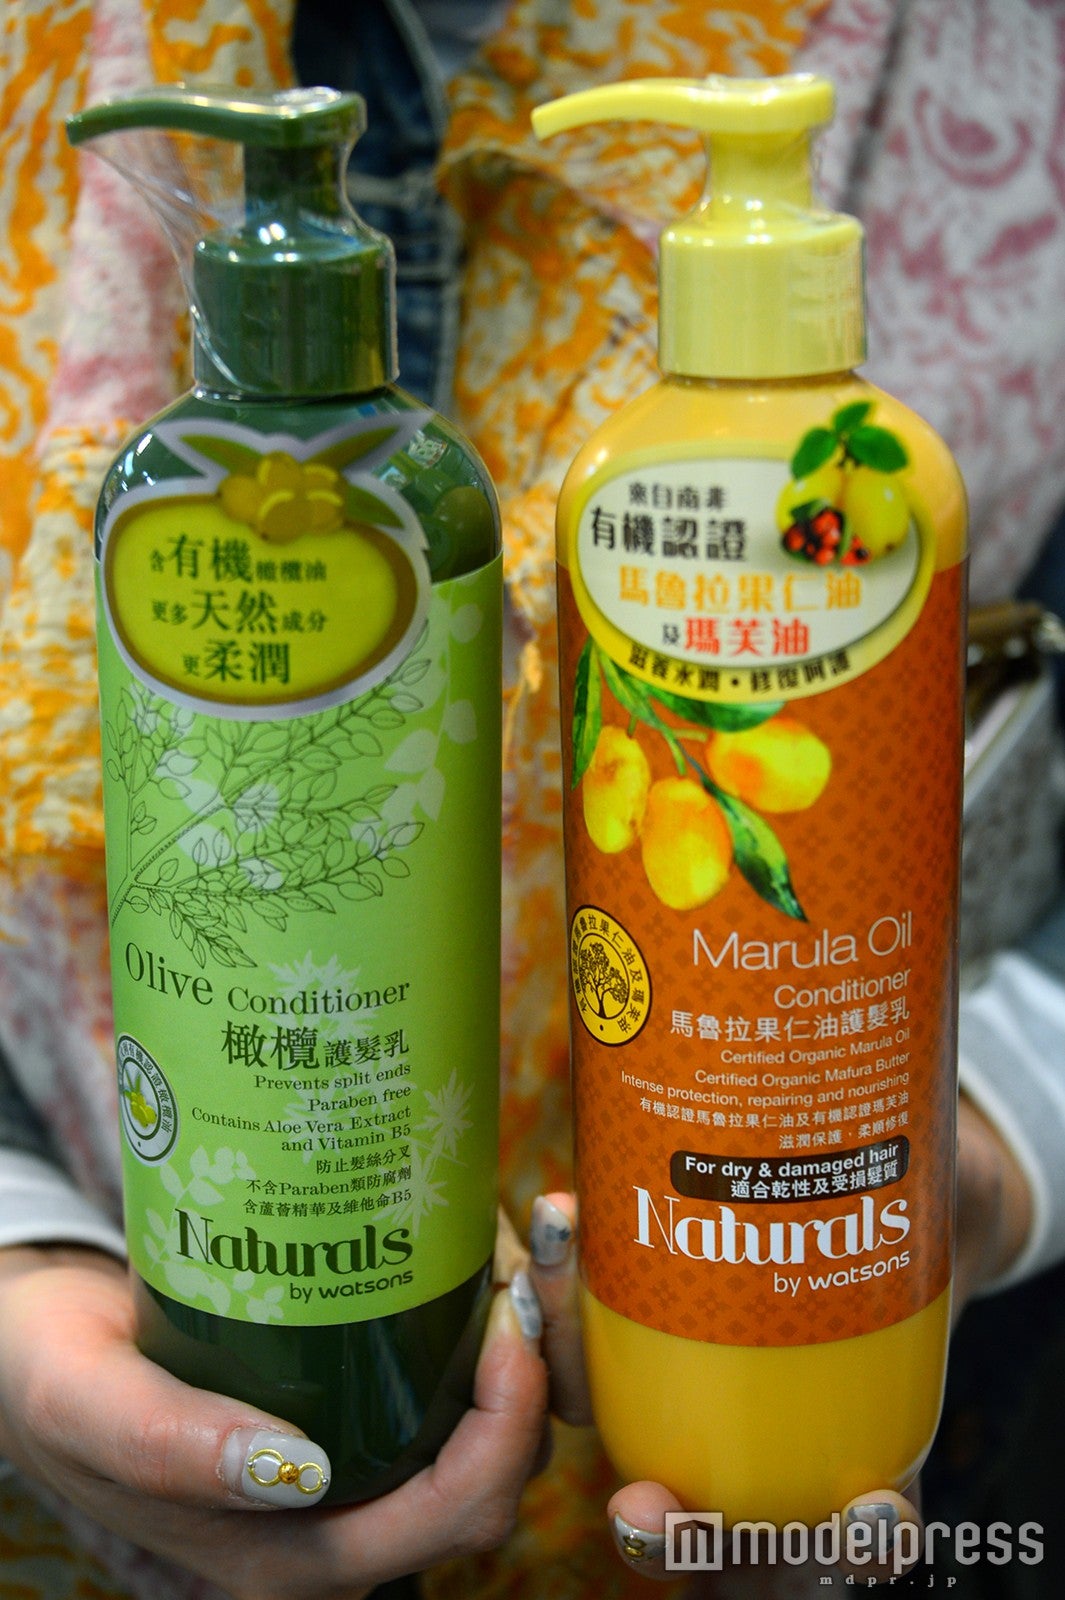 含有機橄欖油
更多天然成分
更柔潤
Olive Conditioner
橄欖護髮乳
Prevents split ends
Paraben free
Contains Aloe Vera Extract
and Vitamin B5
防止髮絲分叉
不含Paraben類防腐劑
含蘆薈精華及維他命B5
Naturals
by watsons
來自南非
有機認證
馬魯拉果仁油
及瑪芙油
滋養水潤·修復呵護
Marula Oil
Conditioner
馬魯拉果仁油護髮乳
Certified Organic Marula Oil
Certified Organic Mafura Butter
Intense protection, repairing and nourishing
有機認證馬魯拉果仁油及有機認證瑪芙油
滋潤保護，柔順修復
For dry & damaged hair
適合乾性及受損髮質
Naturals
by watsons
modelpress
mdpr.jp